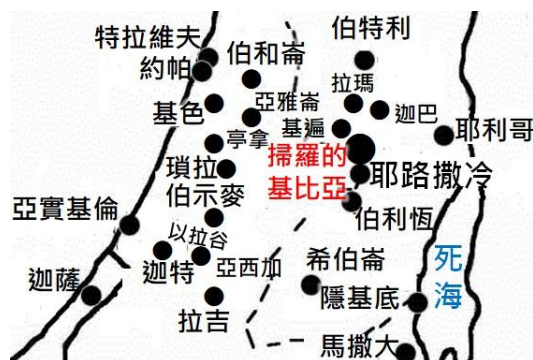 特拉維夫
約帕
伯和崙
伯特利
拉瑪
迦巴
基色
亞雅崙
亭拿
基遍
耶利哥
掃羅的
基比亞
瑣拉
耶路撒冷
伯示麥
伯利恆
亞實基倫
以拉谷
迦特
亞西加
希伯崙
死
海
迦薩
拉吉
隱基底
馬撒大